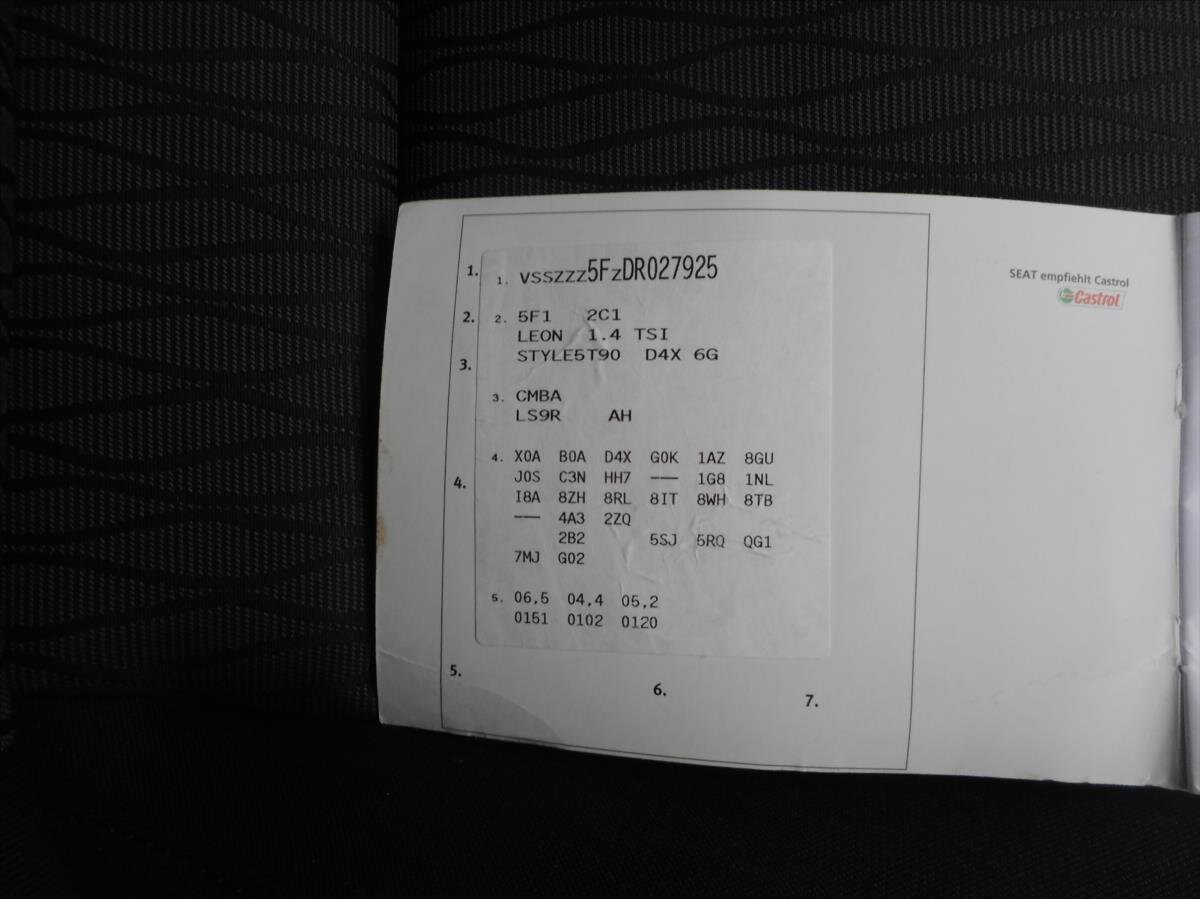 1. 1. VSSZZZ5FZDR027925
2. 2. 5F1 2C1
LEON 1.4 TSI
3. STYLE5T90 D4X 6G
3. CMBA
LS9R AH
4. X0A B0A D4X G0K 1AZ 8GU
J0S C3N HH7 --- 1G8 1NL
4. I8A 8ZH 8RL 8IT 8WH 8TB
--- 4A3 2ZQ
2B2 5SJ 5RQ QG1
7MJ G02
5. 06,5 04,4 05,2
0151 0102 0120
5. 6. 7.
SEAT empfiehlt Castrol
Castrol